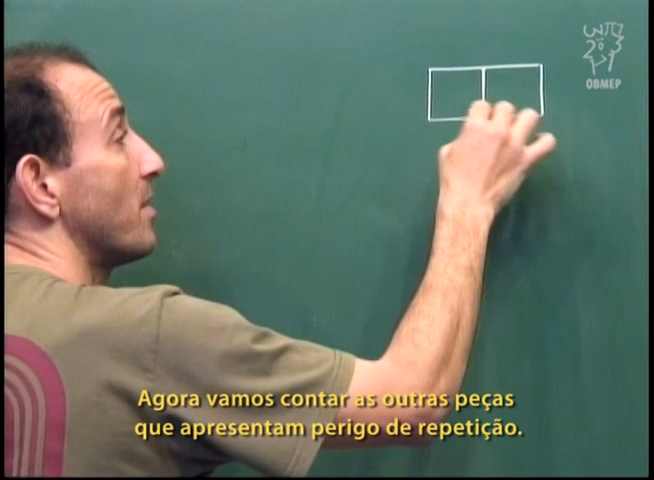 OBMEP
Agora vamos contar as outras peças
que apresentam perigo de repetição.